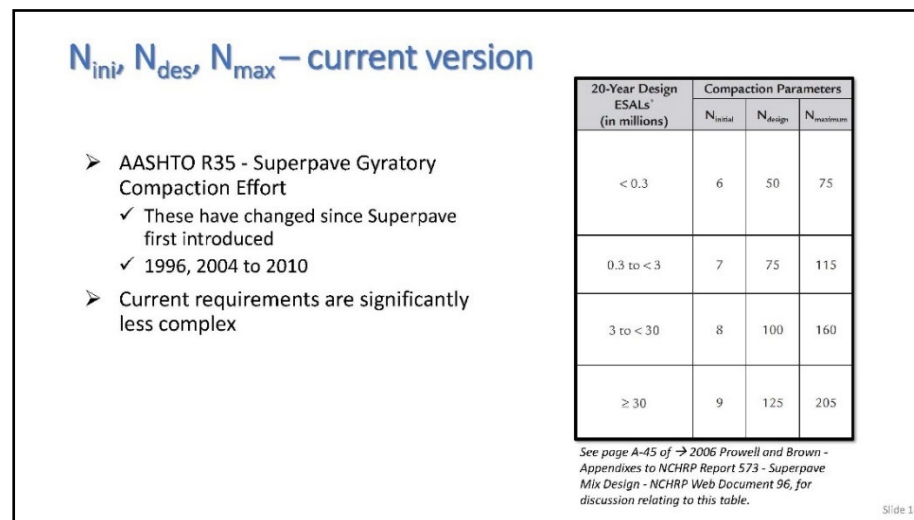 N_ini, N_des, N_max – current version
➢ AASHTO R35 - Superpave Gyratory
Compaction Effort
✓ These have changed since Superpave
first introduced
✓ 1996, 2004 to 2010
➢ Current requirements are significantly
less complex
20-Year Design
ESALs*
(in millions)
Compaction Parameters
N_initial N_design N_maximum
< 0.3 6 50 75
0.3 to < 3 7 75 115
3 to < 30 8 100 160
≥ 30 9 125 205
See page A-45 of → 2006 Prowell and Brown -
Appendixes to NCHRP Report 573 - Superpave
Mix Design - NCHRP Web Document 96, for
discussion relating to this table.
Slide 1